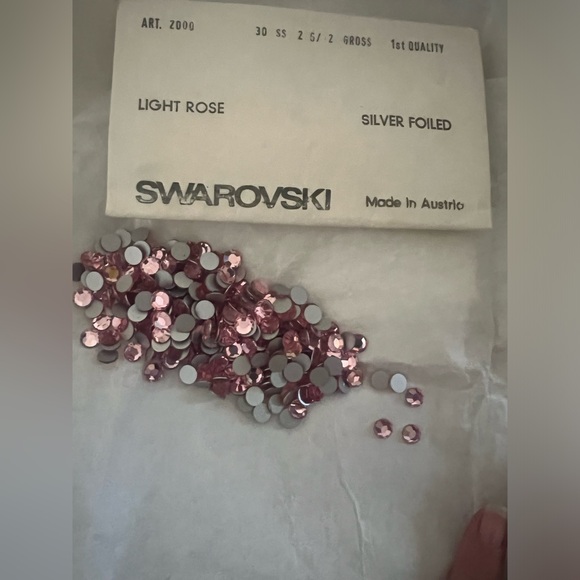 ART. 2000 30 SS 2 G/ 2 GROSS 1st QUALITY
LIGHT ROSE SILVER FOILED
SWAROVSKI Made in Austria